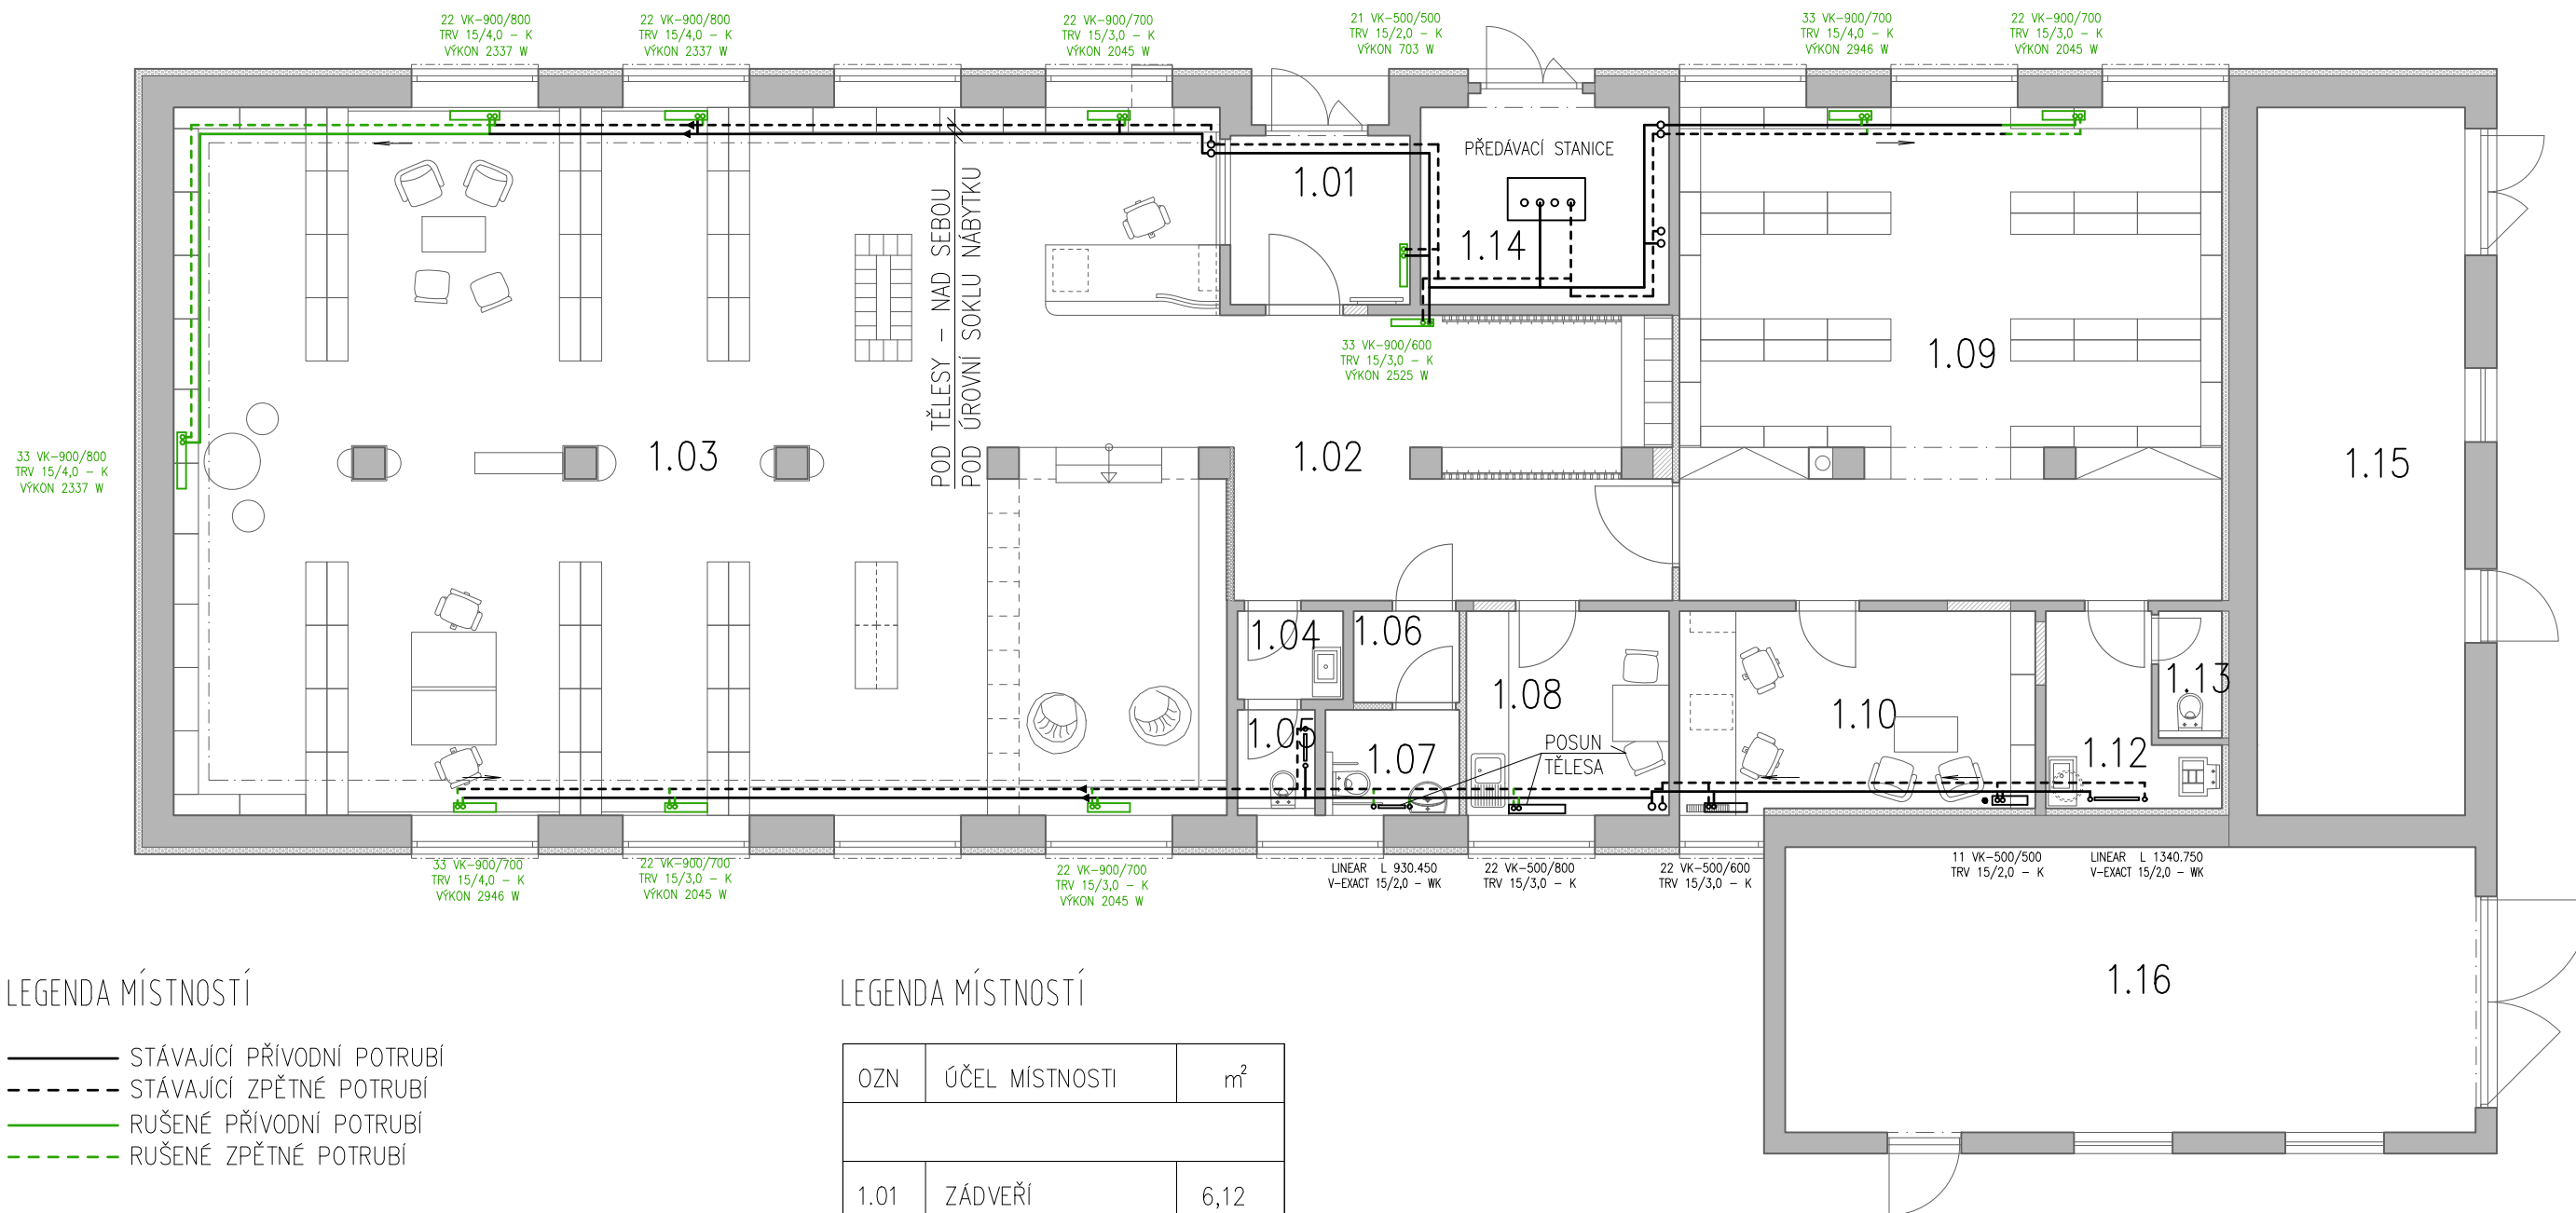 22 VK-900/800
TRV 15/4,0 - K
VÝKON 2337 W
22 VK-900/800
TRV 15/4,0 - K
VÝKON 2337 W
22 VK-900/700
TRV 15/3,0 - K
VÝKON 2045 W
21 VK-500/500
TRV 15/2,0 - K
VÝKON 703 W
33 VK-900/700
TRV 15/4,0 - K
VÝKON 2946 W
22 VK-900/700
TRV 15/3,0 - K
VÝKON 2045 W
PŘEDÁVACÍ STANICE
1.01
1.14
POD TĚLESY - NAD SEBOU
POD ÚROVNÍ SOKLU NÁBYTKU
33 VK-900/600
TRV 15/3,0 - K
VÝKON 2525 W
1.09
33 VK-900/800
TRV 15/4,0 - K
VÝKON 2337 W
1.03
1.02
1.15
1.04
1.06
1.08
1.13
1.10
1.05
1.07
POSUN
TĚLESA
1.12
33 VK-900/700
TRV 15/4,0 - K
VÝKON 2946 W
22 VK-900/700
TRV 15/3,0 - K
VÝKON 2045 W
22 VK-900/700
TRV 15/3,0 - K
VÝKON 2045 W
LINEAR L 930.450
V-EXACT 15/2,0 - WK
22 VK-500/800
TRV 15/3,0 - K
22 VK-500/600
TRV 15/3,0 - K
11 VK-500/500
TRV 15/2,0 - K
LINEAR L 1340.750
V-EXACT 15/2,0 - WK
1.16
LEGENDA MÍSTNOSTÍ
STÁVAJÍCÍ PŘÍVODNÍ POTRUBÍ
STÁVAJÍCÍ ZPĚTNÉ POTRUBÍ
RUŠENÉ PŘÍVODNÍ POTRUBÍ
RUŠENÉ ZPĚTNÉ POTRUBÍ
LEGENDA MÍSTNOSTÍ
OZN ÚČEL MÍSTNOSTI m²
1.01 ZÁDVEŘÍ 6,12